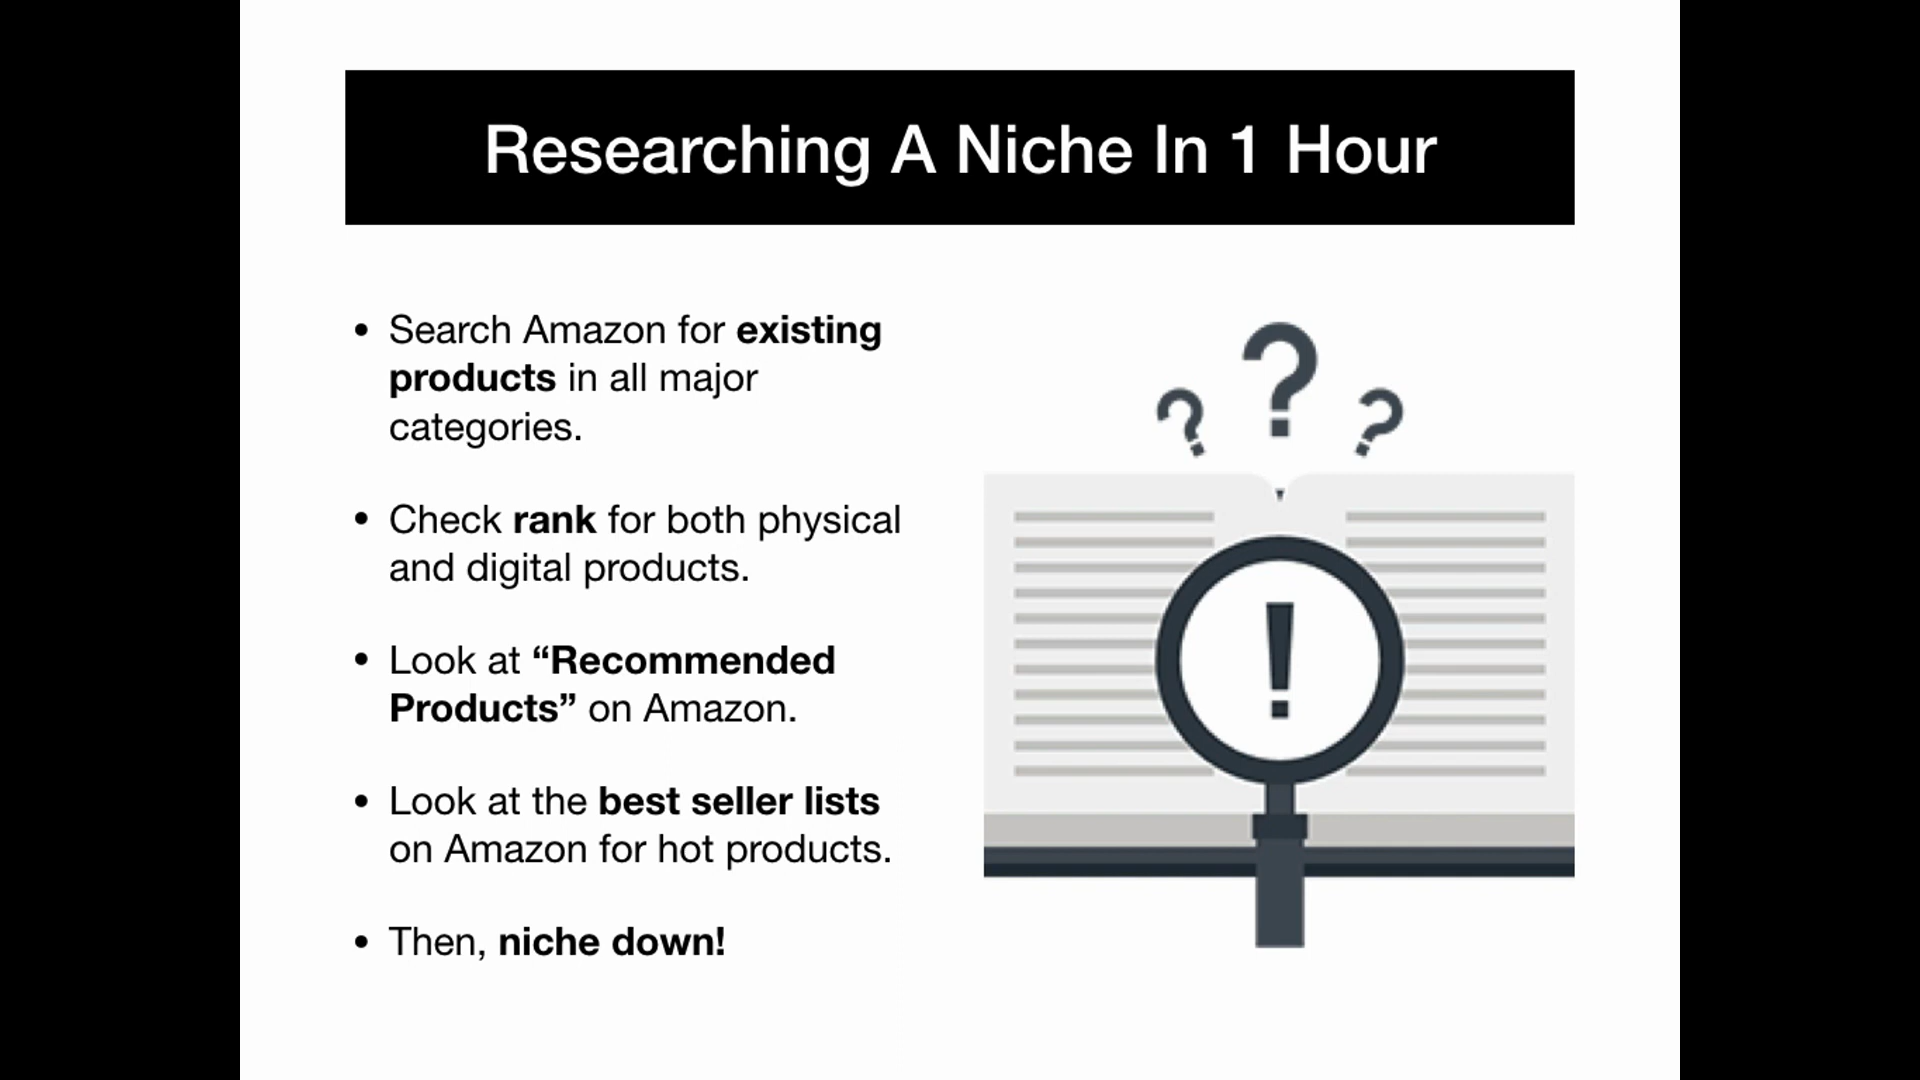 Researching A Niche In 1 Hour
• Search Amazon for existing
products in all major
categories.
• Check rank for both physical
and digital products.
• Look at “Recommended
Products” on Amazon.
• Look at the best seller lists
on Amazon for hot products.
• Then, niche down!
? ? ?
!